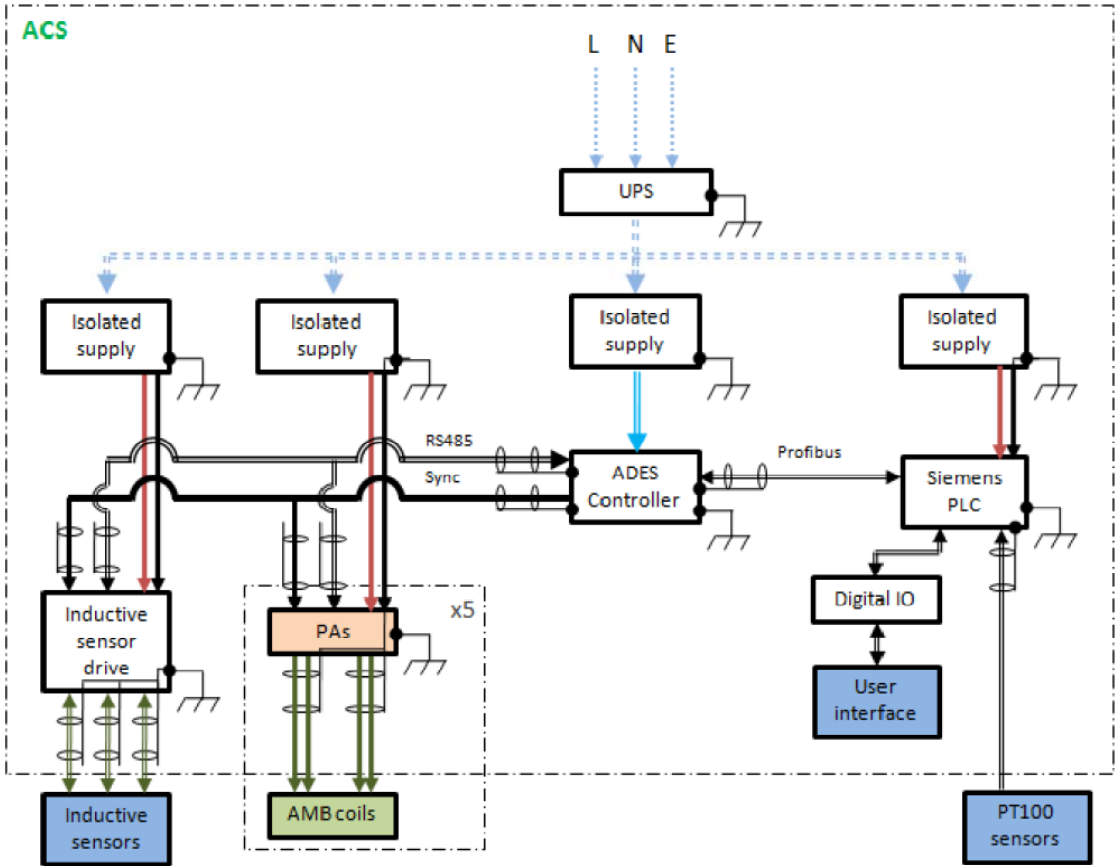 ACS
L N E
UPS
Isolated
supply
Isolated
supply
Isolated
supply
Isolated
supply
RS485
Sync
ADES
Controller
Profibus
Siemens
PLC
Inductive
sensor
drive
x5
PAs
Digital IO
User
interface
Inductive
sensors
AMB coils
PT100
sensors